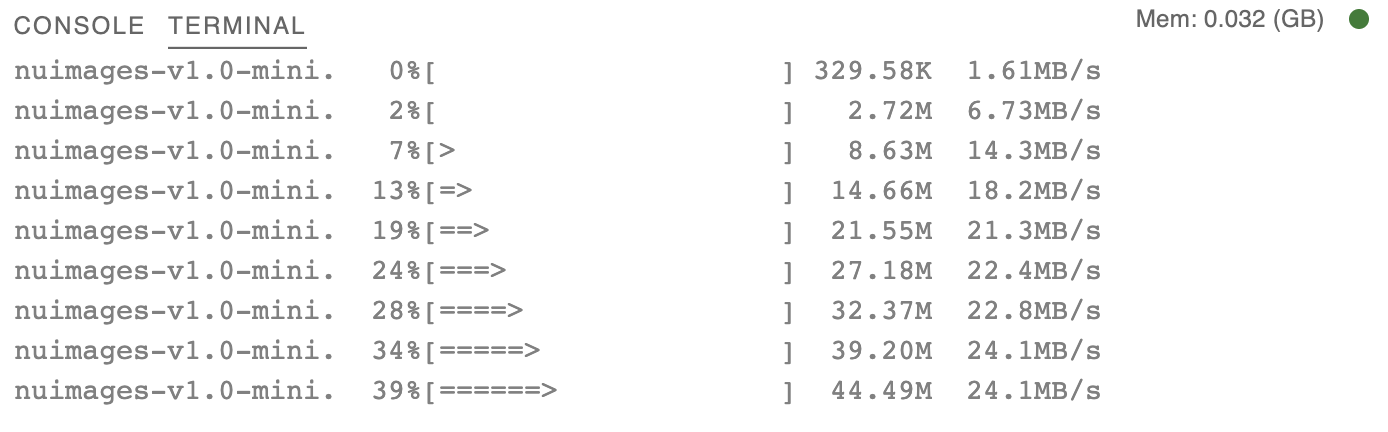 CONSOLE TERMINAL Mem: 0.032 (GB)
nuimages-v1.0-mini. 0%[ ] 329.58K 1.61MB/s
nuimages-v1.0-mini. 2%[ ] 2.72M 6.73MB/s
nuimages-v1.0-mini. 7%[> ] 8.63M 14.3MB/s
nuimages-v1.0-mini. 13%[=> ] 14.66M 18.2MB/s
nuimages-v1.0-mini. 19%[==> ] 21.55M 21.3MB/s
nuimages-v1.0-mini. 24%[===> ] 27.18M 22.4MB/s
nuimages-v1.0-mini. 28%[====> ] 32.37M 22.8MB/s
nuimages-v1.0-mini. 34%[=====> ] 39.20M 24.1MB/s
nuimages-v1.0-mini. 39%[======> ] 44.49M 24.1MB/s